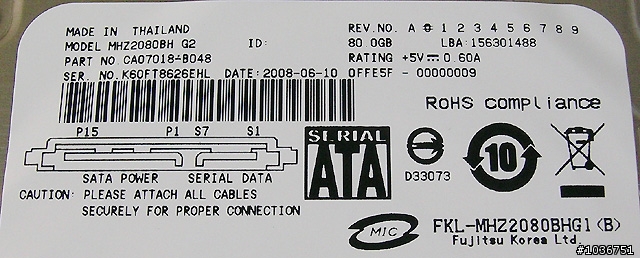 MADE IN THAILAND REV.NO. A 0 1 2 3 4 5 6 7 8 9
MODEL MHZ2080BH G2 ID: 80.0GB LBA:156301488
PART NO CA07018-B048 RATING +5V⎓0.60A
SER. NO.K60FT8626EHL DATE:2008-06-10 0FFE5F - 00000009
RoHS compliance
P15 P1 S7 S1
SATA POWER SERIAL DATA
SERIAL
ATA
D33073
10
CAUTION: PLEASE ATTACH ALL CABLES
SECURELY FOR PROPER CONNECTION
MIC
FKL-MHZ2080BHG1(B)
Fujitsu Korea Ltd.
#1036751